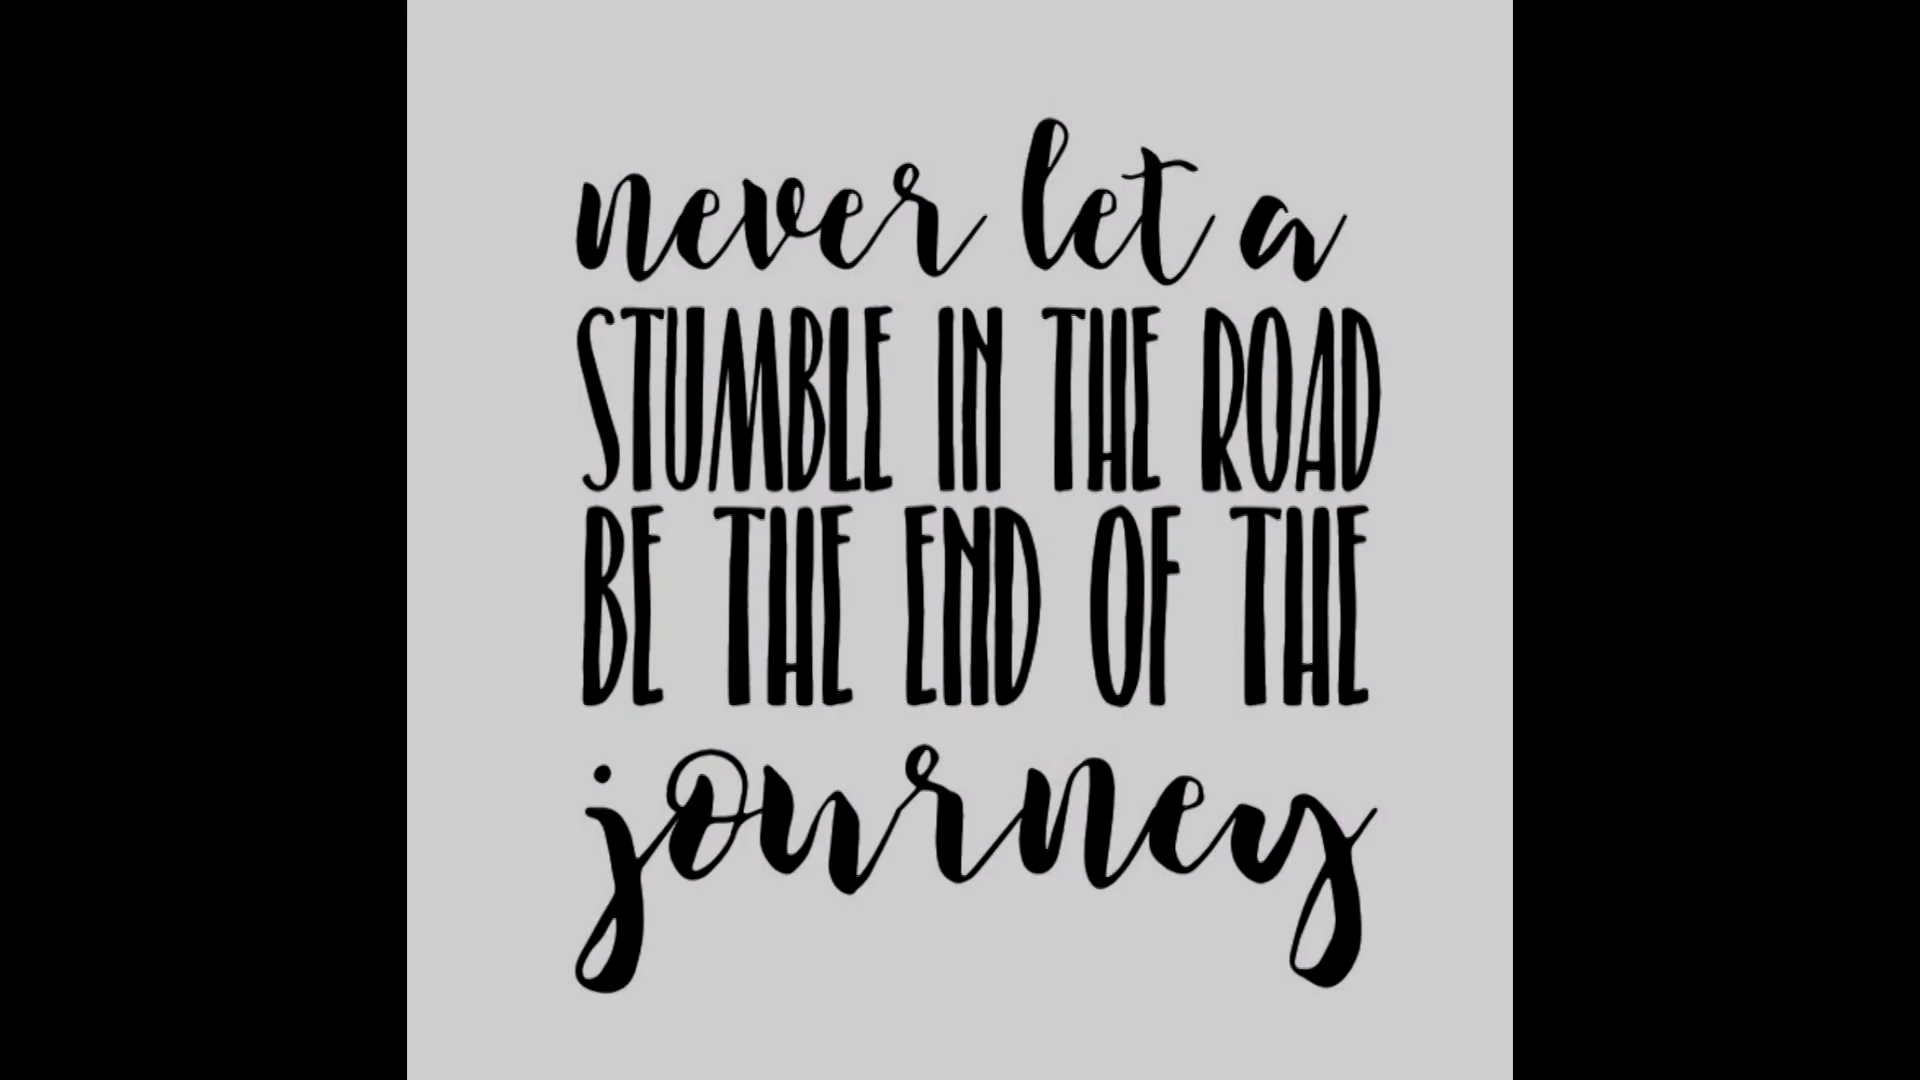 never let a
STUMBLE IN THE ROAD
BE THE END OF THE
journey